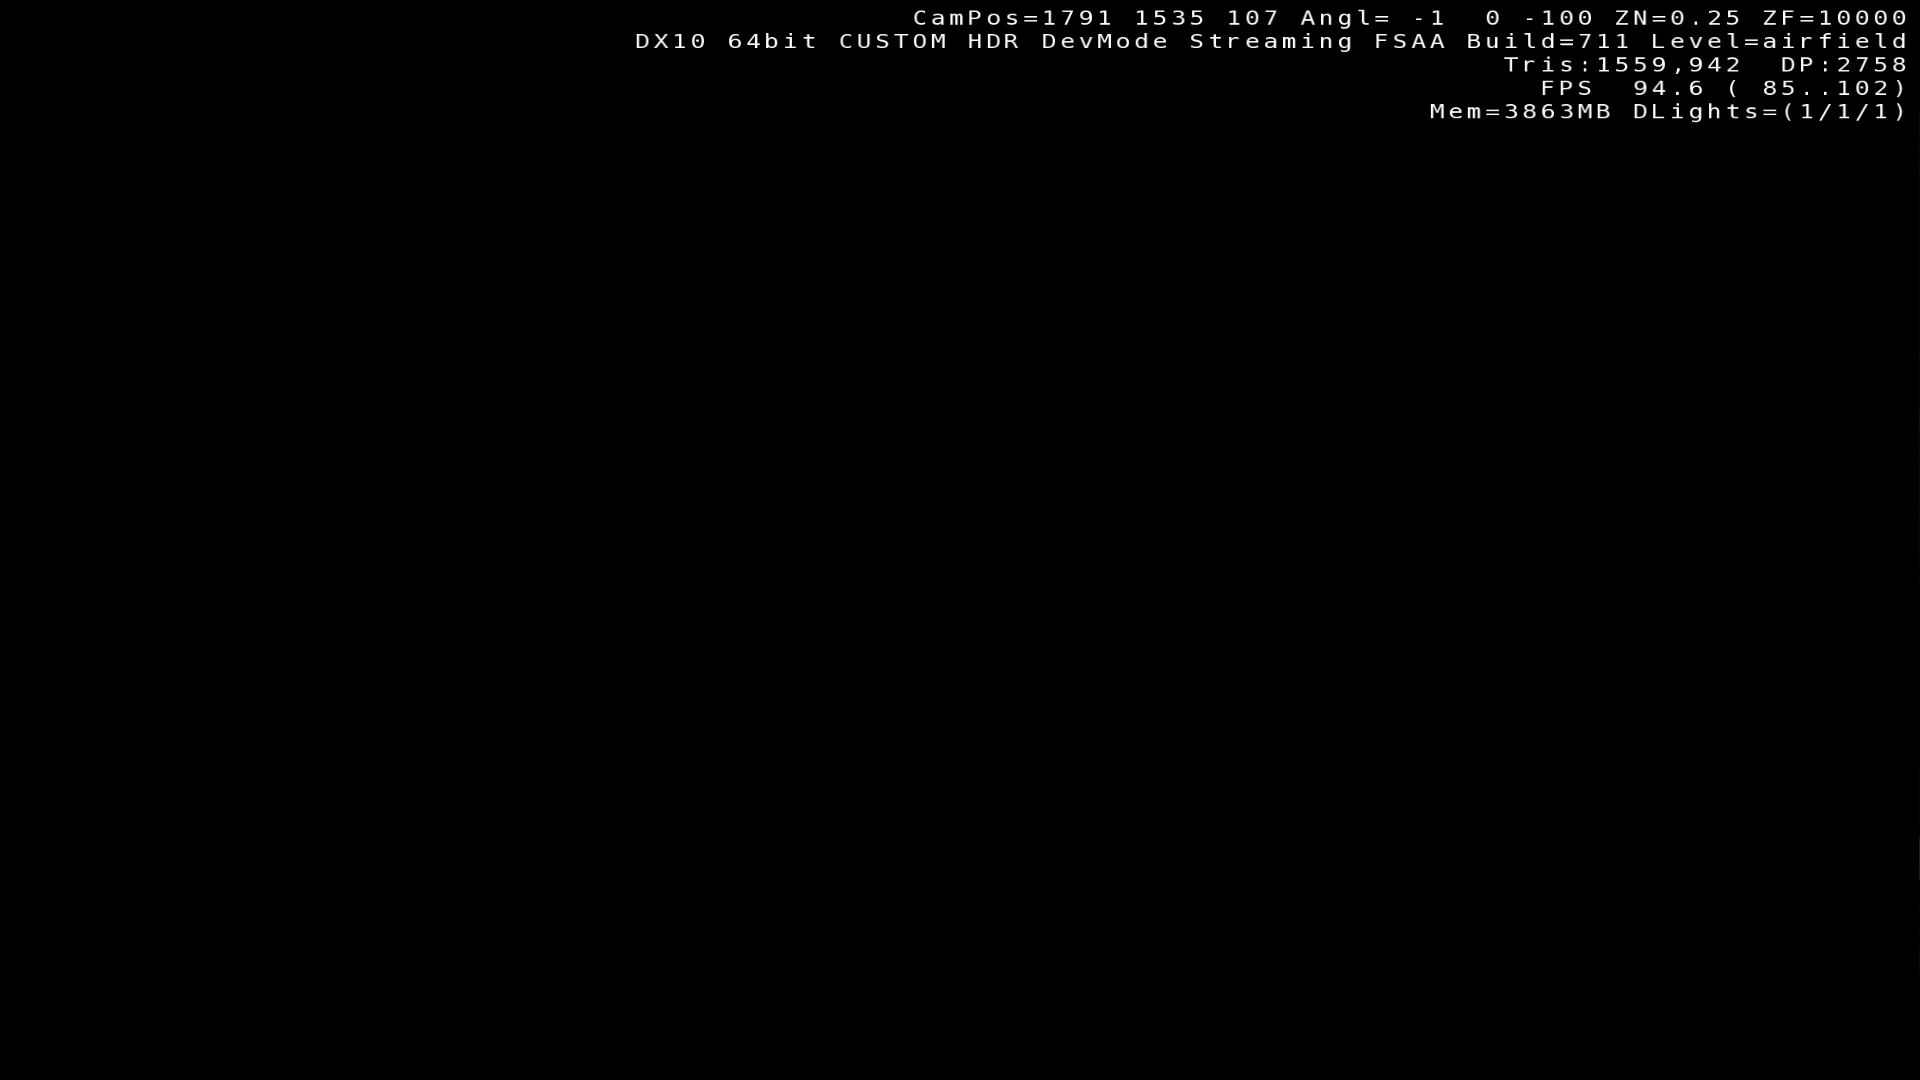 CamPos=1791 1535 107 Angl= -1  0 -100 ZN=0.25 ZF=10000
DX10 64bit CUSTOM HDR DevMode Streaming FSAA Build=711 Level=airfield
Tris:1559,942  DP:2758
FPS  94.6 ( 85..102)
Mem=3863MB DLights=(1/1/1)